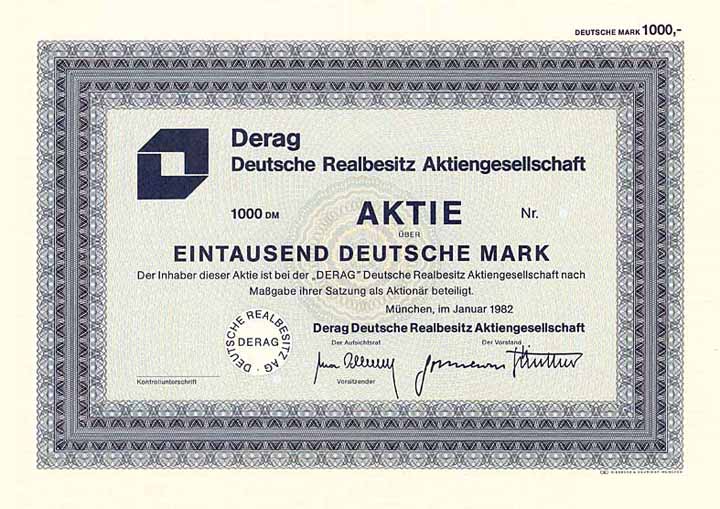 DEUTSCHE MARK 1000,-
Derag
Deutsche Realbesitz Aktiengesellschaft
1000 DM AKTIE Nr.
ÜBER
EINTAUSEND DEUTSCHE MARK
Der Inhaber dieser Aktie ist bei der „DERAG" Deutsche Realbesitz Aktiengesellschaft nach
Maßgabe ihrer Satzung als Aktionär beteiligt.
München, im Januar 1982
Derag Deutsche Realbesitz Aktiengesellschaft
Der Aufsichtsrat Der Vorstand
DEUTSCHE REALBESITZ AG ·
DERAG
Kontrollunterschrift
Vorsitzender